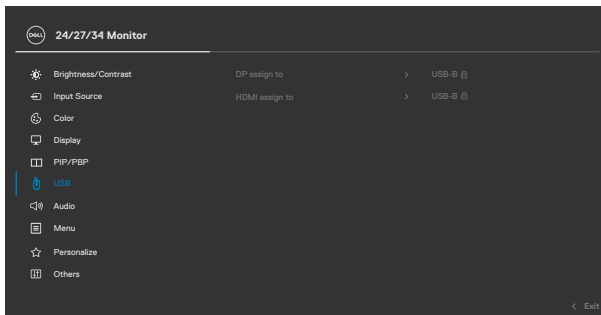 DELL 24/27/34 Monitor
Brightness/Contrast DP assign to > USB-B
Input Source HDMI assign to > USB-B
Color
Display
PIP/PBP
USB
Audio
Menu
Personalize
Others
< Exit